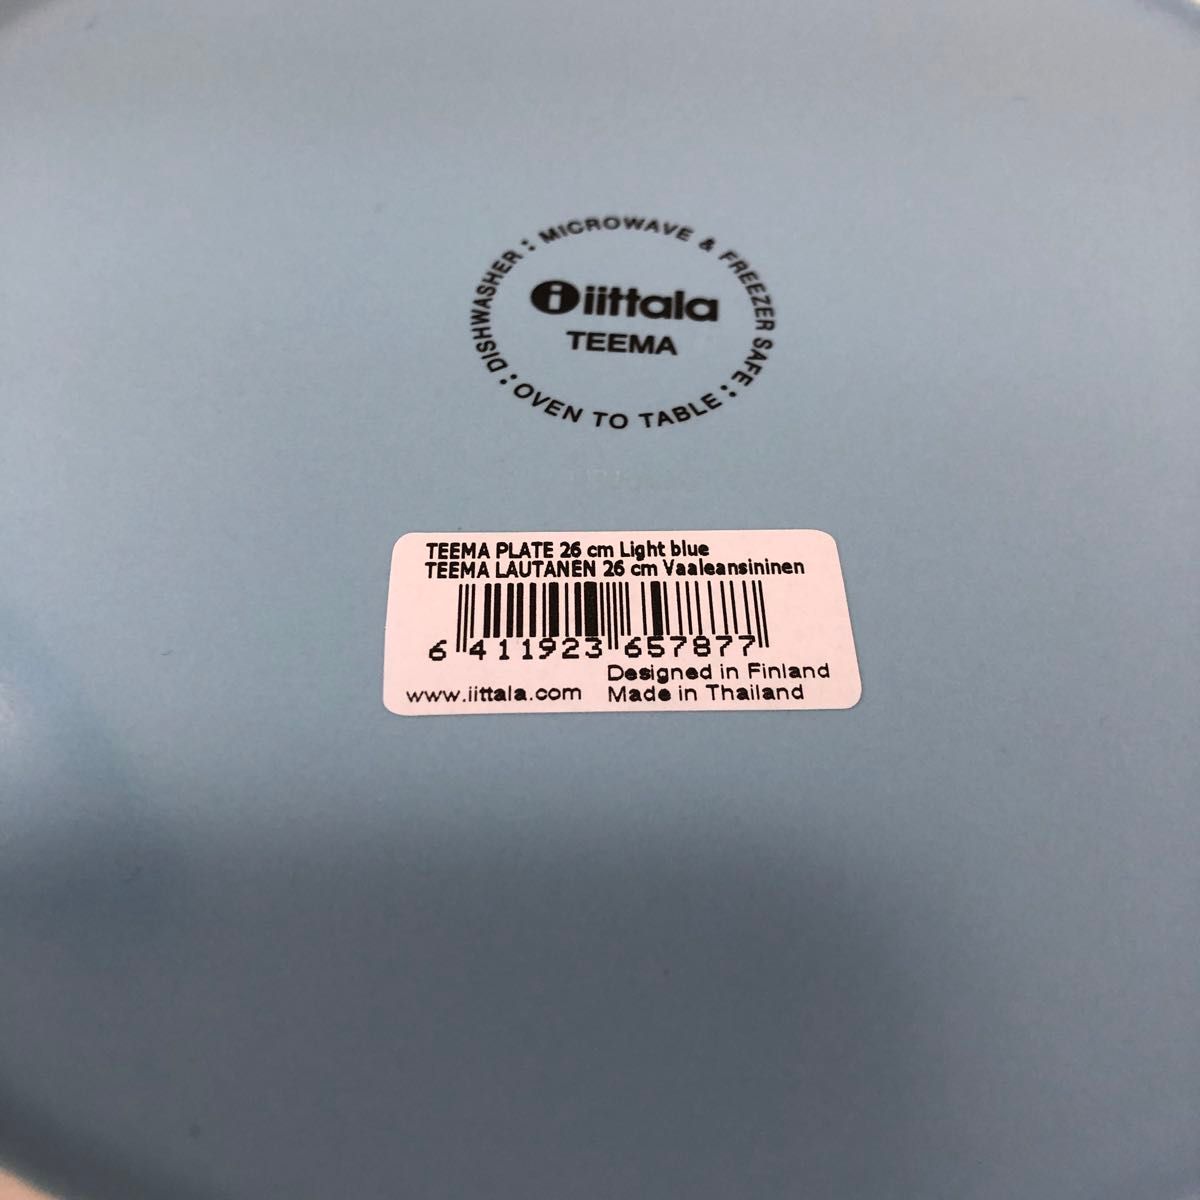 MICROWAVE & FREEZER SAFE : OVEN TO TABLE : DISHWASHER :
iittala
TEEMA
TEEMA PLATE 26 cm Light blue
TEEMA LAUTANEN 26 cm Vaaleansininen
6 411923 657877
Designed in Finland
www.iittala.com Made in Thailand